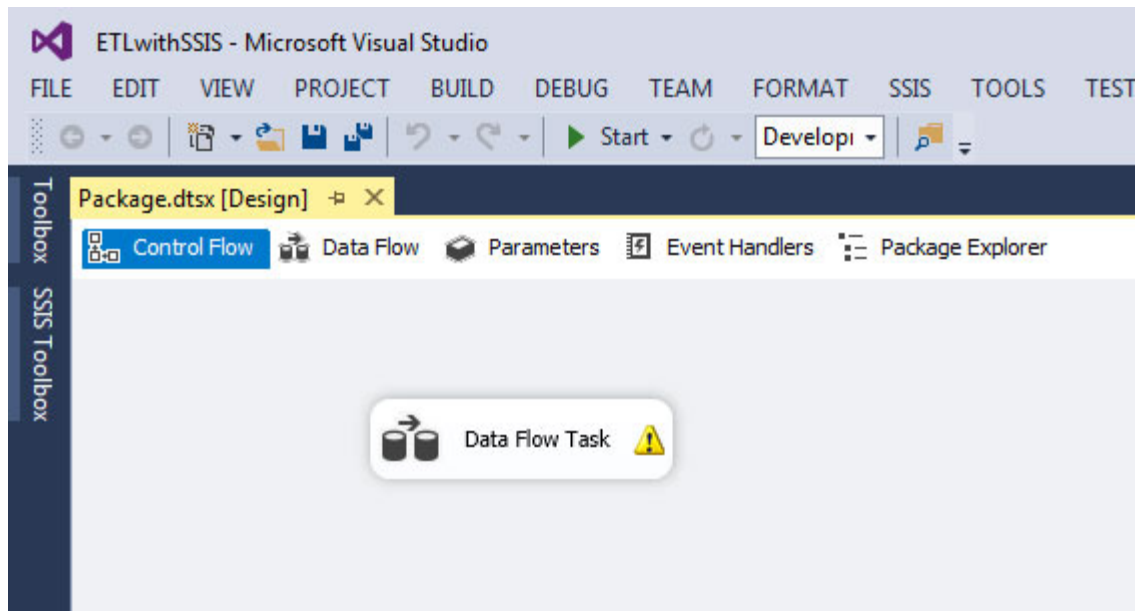 ETLwithSSIS - Microsoft Visual Studio
FILE EDIT VIEW PROJECT BUILD DEBUG TEAM FORMAT SSIS TOOLS TEST
Start Develop
Package.dtsx [Design]
Control Flow Data Flow Parameters Event Handlers Package Explorer
Toolbox
SSIS Toolbox
Data Flow Task